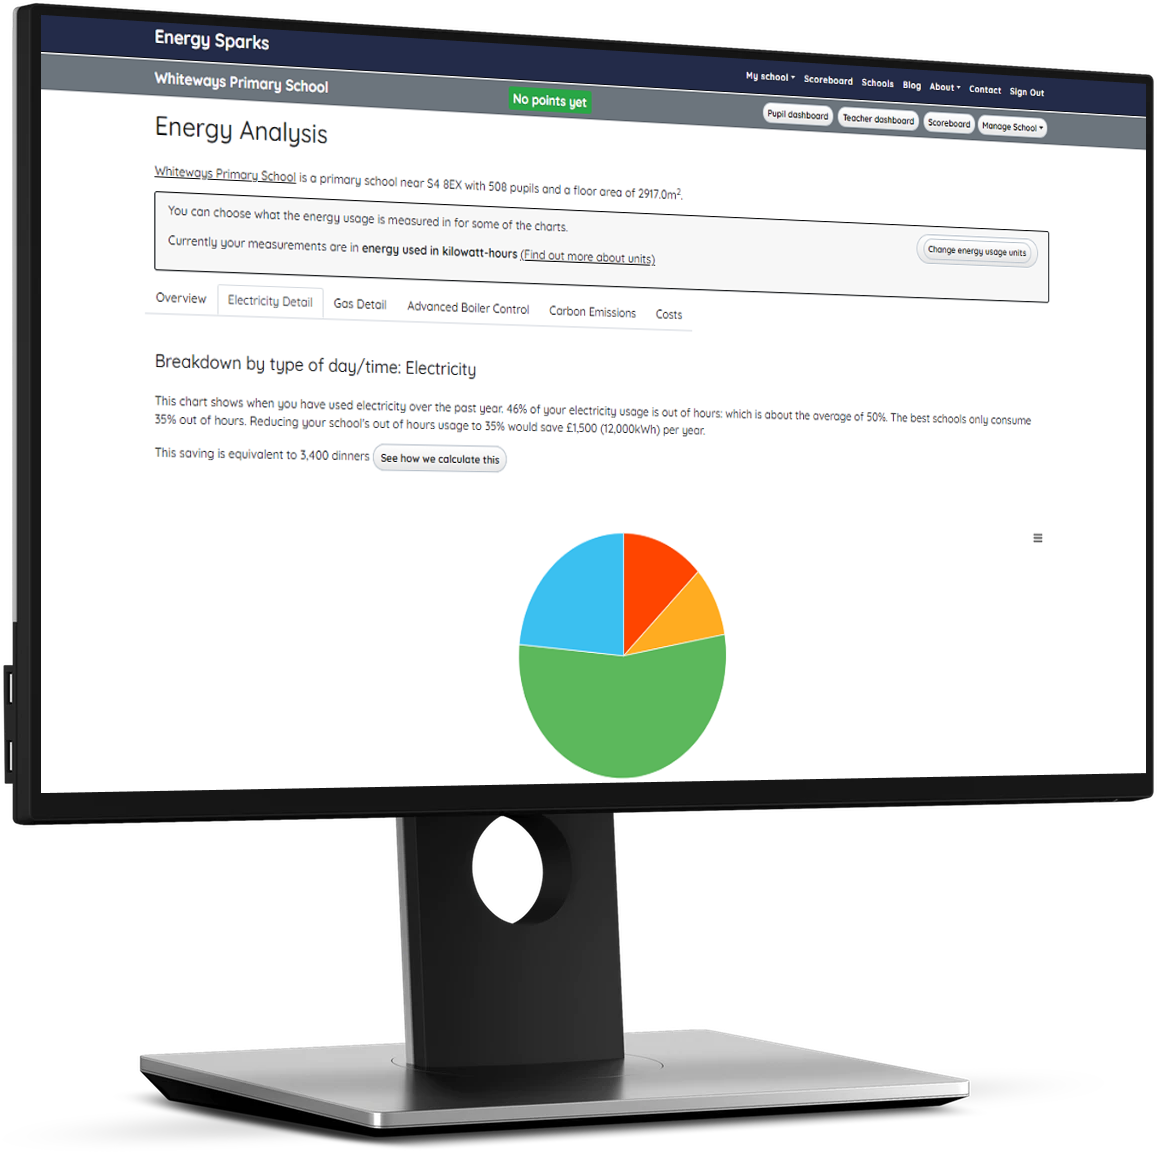 Energy Sparks
My school Scoreboard Schools Blog About Contact Sign Out
Whiteways Primary School
No points yet
Pupil dashboard Teacher dashboard Scoreboard Manage School
Energy Analysis
Whiteways Primary School is a primary school near S4 8EX with 508 pupils and a floor area of 2917.0m².
You can choose what the energy usage is measured in for some of the charts.
Currently your measurements are in energy used in kilowatt-hours (Find out more about units)
Change energy usage units
Overview Electricity Detail Gas Detail Advanced Boiler Control Carbon Emissions Costs
Breakdown by type of day/time: Electricity
This chart shows when you have used electricity over the past year. 46% of your electricity usage is out of hours: which is about the average of 50%. The best schools only consume
35% out of hours. Reducing your school's out of hours usage to 35% would save £1,500 (12,000kWh) per year.
This saving is equivalent to 3,400 dinners See how we calculate this